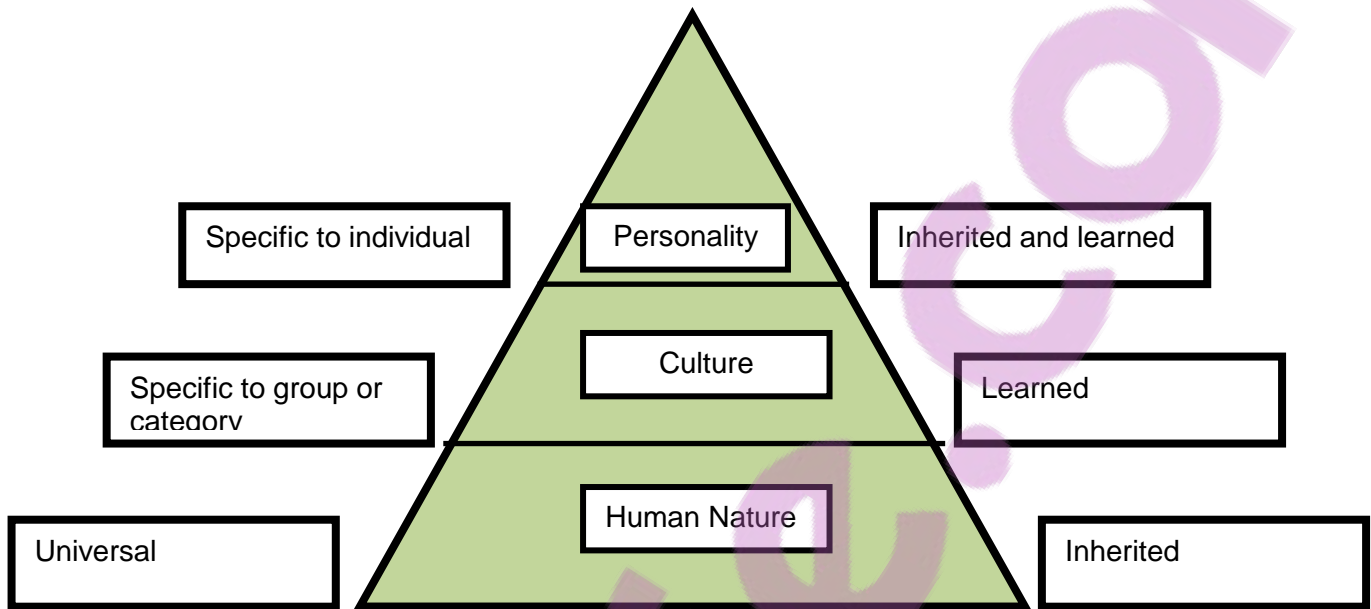 Specific to individual
Personality
Inherited and learned
Culture
Specific to group or
category
Learned
Human Nature
Universal
Inherited